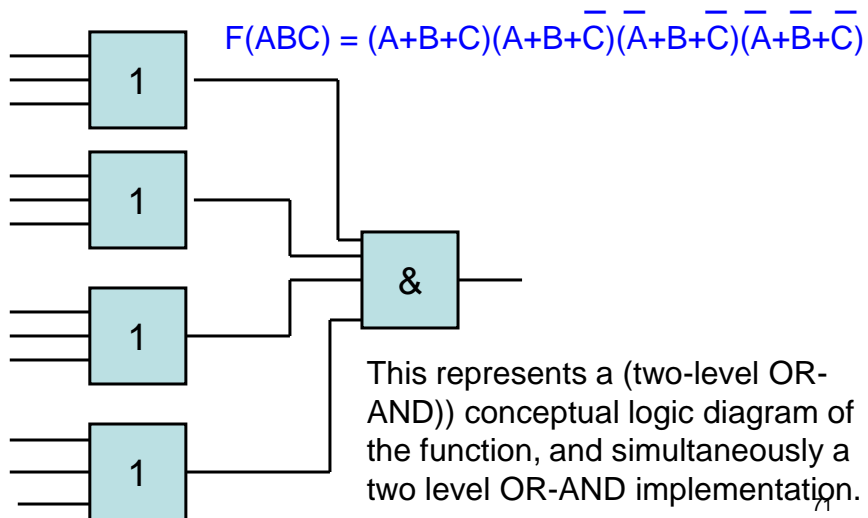 F(ABC) = (A+B+C)(A+B+C̅)(A̅+B+C̅)(A̅+B̅+C̅)
1
1
1
1
&
This represents a (two-level OR-
AND)) conceptual logic diagram of
the function, and simultaneously a
two level OR-AND implementation.
71